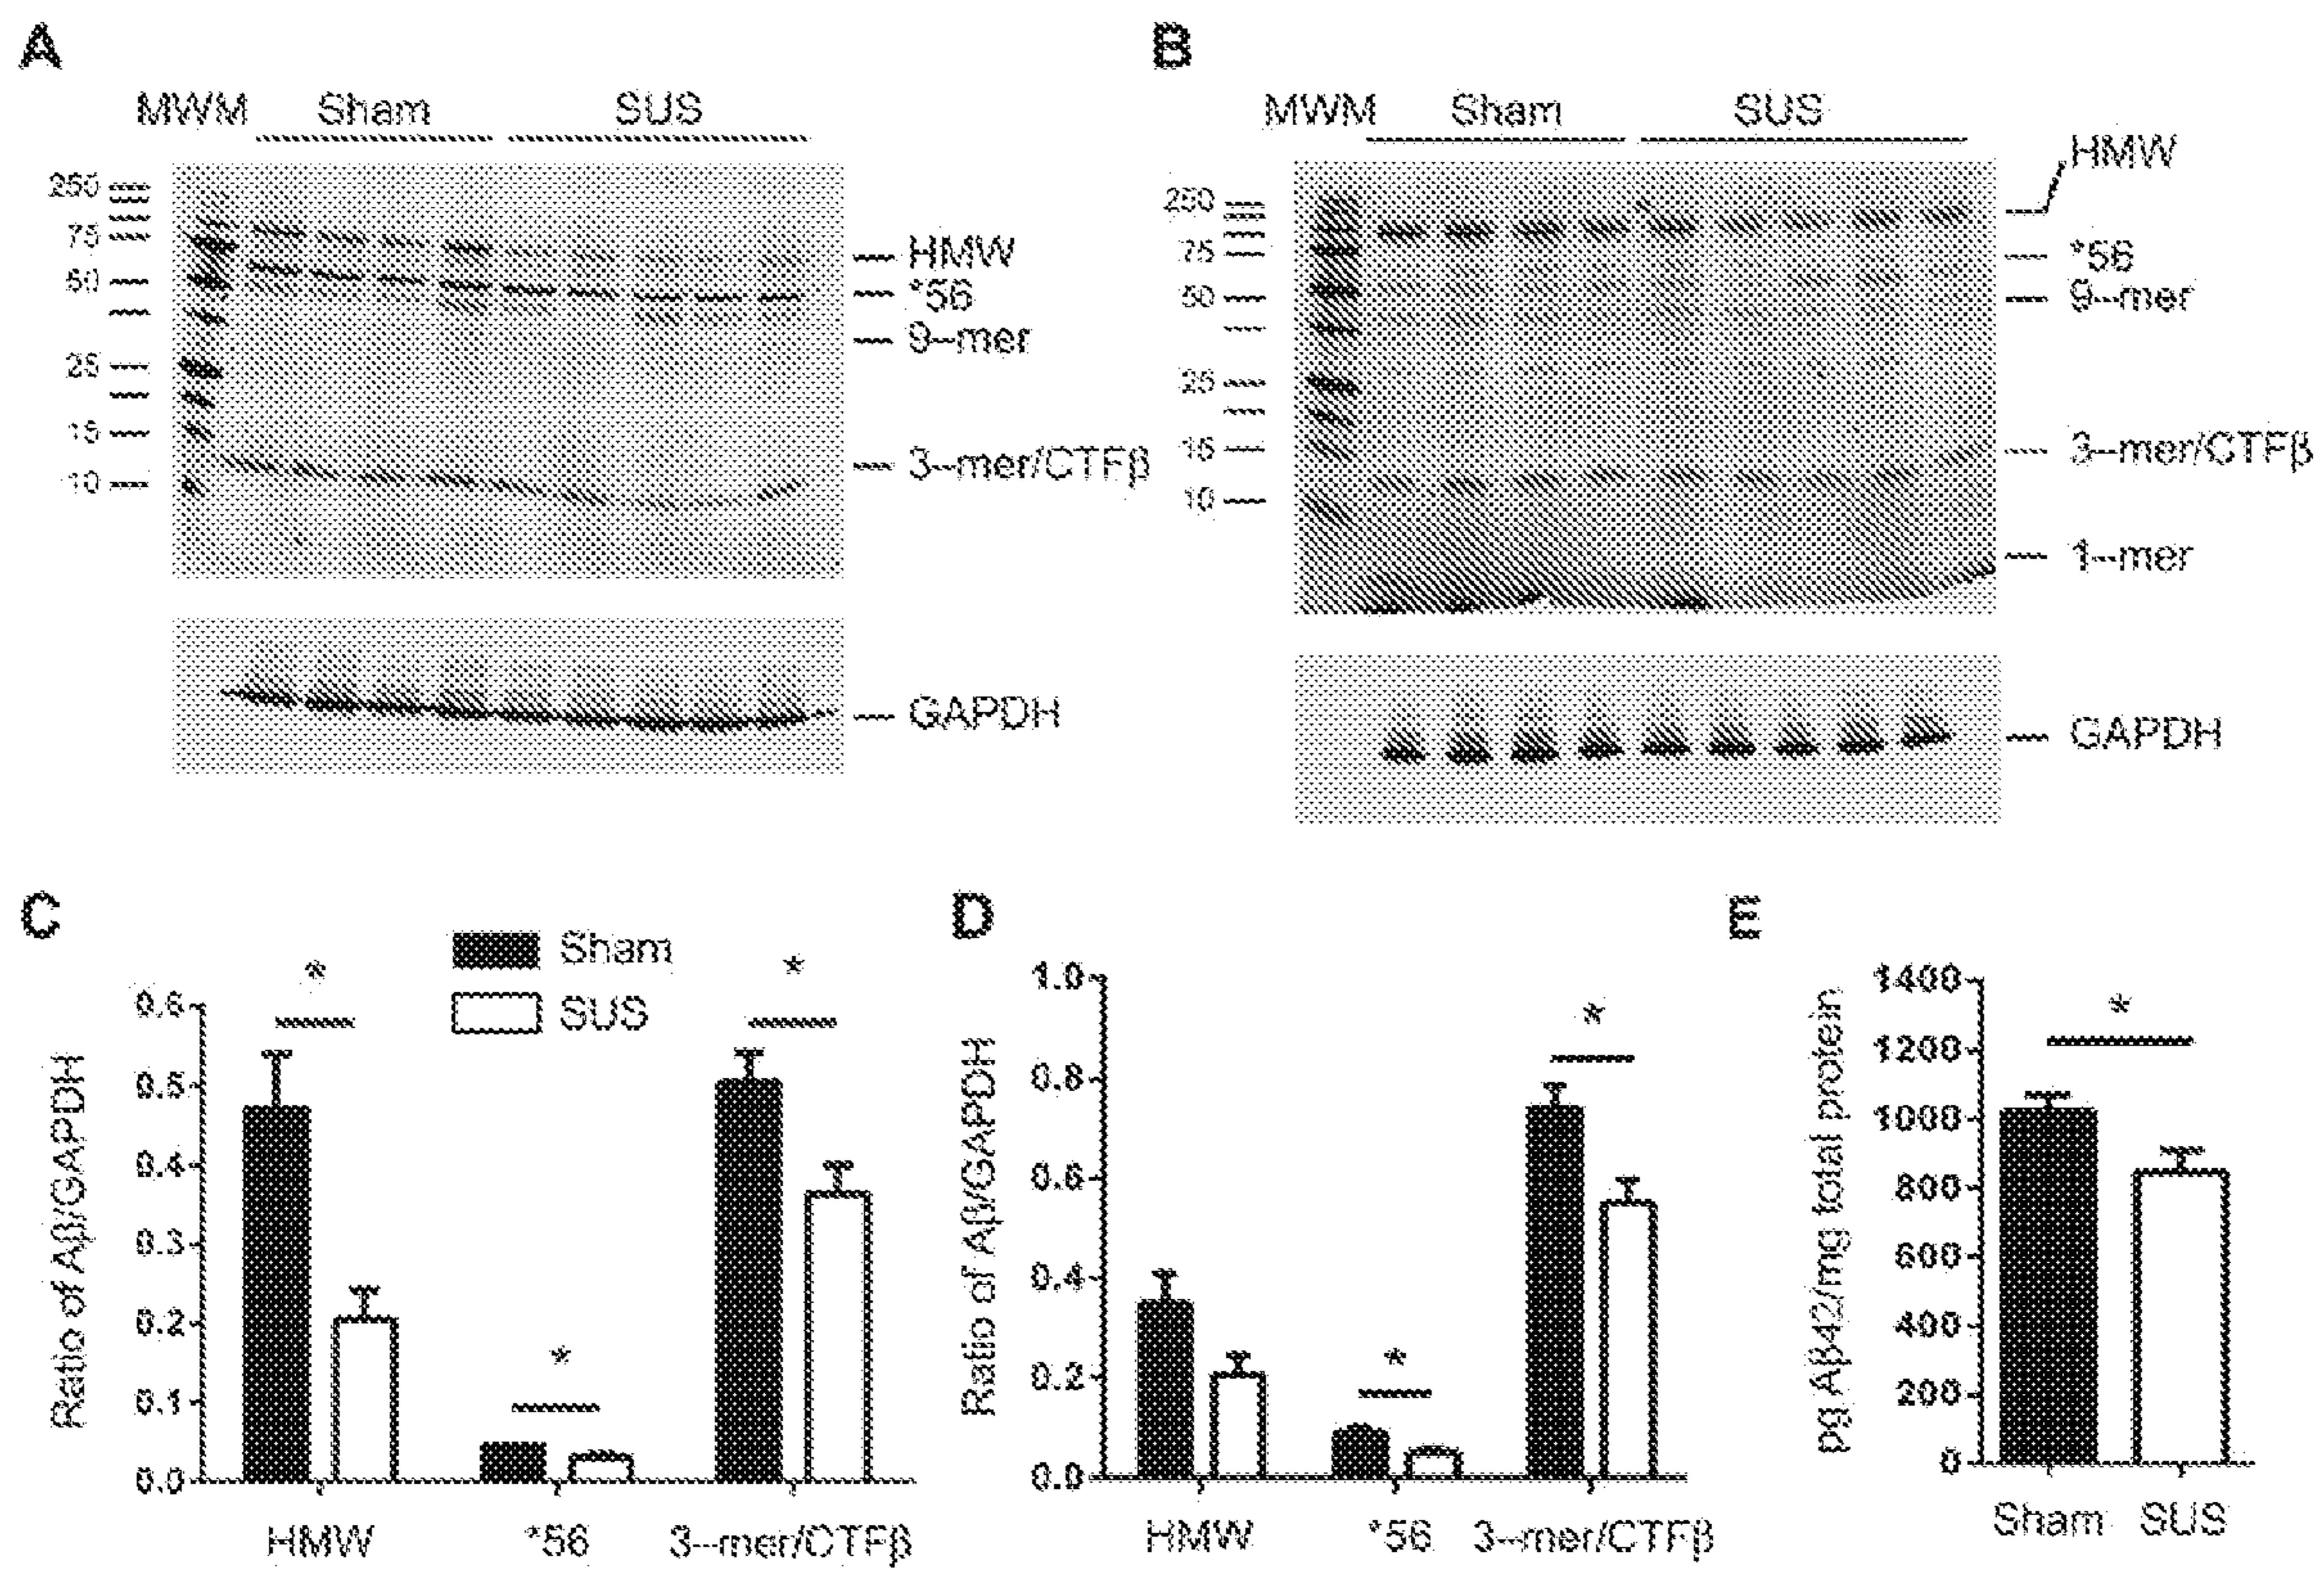 A
MWM Sham SUS
250
75
50
25
15
10
HMW
*56
9--mer
3--mer/CTFβ
GAPDH
B
MWM Sham SUS
250
75
50
25
15
10
HMW
*56
9--mer
3--mer/CTFβ
1--mer
GAPDH
C
Sham
SUS
Ratio of Aβ/GAPDH
0.6
0.5
0.4
0.3
0.2
0.1
0.0
*
*
*
HMW *56 3--mer/CTFβ
D
Ratio of Aβ/GAPDH
1.0
0.8
0.6
0.4
0.2
0.0
*
*
HMW *56 3--mer/CTFβ
E
pg Aβ42/mg total protein
1400
1200
1000
800
600
400
200
0
*
Sham SUS